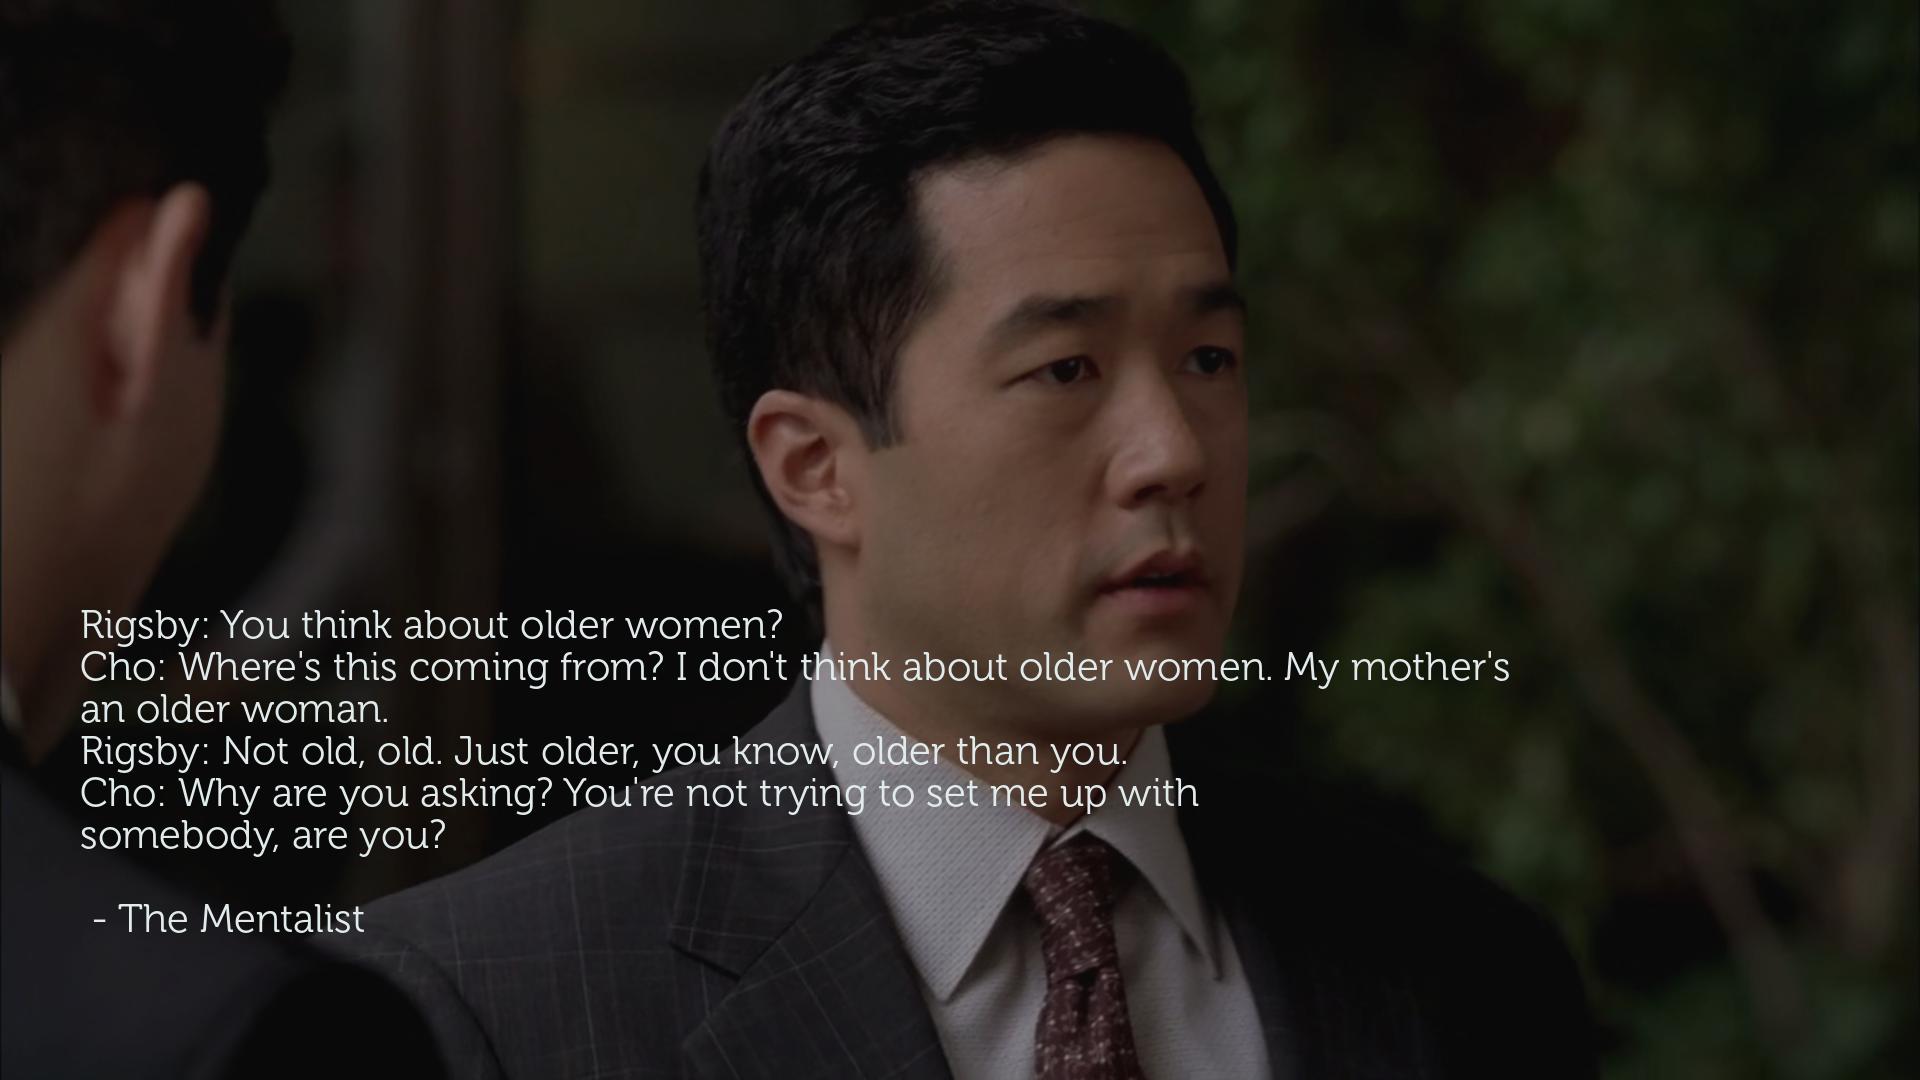 Rigsby: You think about older women?
Cho: Where's this coming from? I don't think about older women. My mother's
an older woman.
Rigsby: Not old, old. Just older, you know, older than you.
Cho: Why are you asking? You're not trying to set me up with
somebody, are you?
- The Mentalist